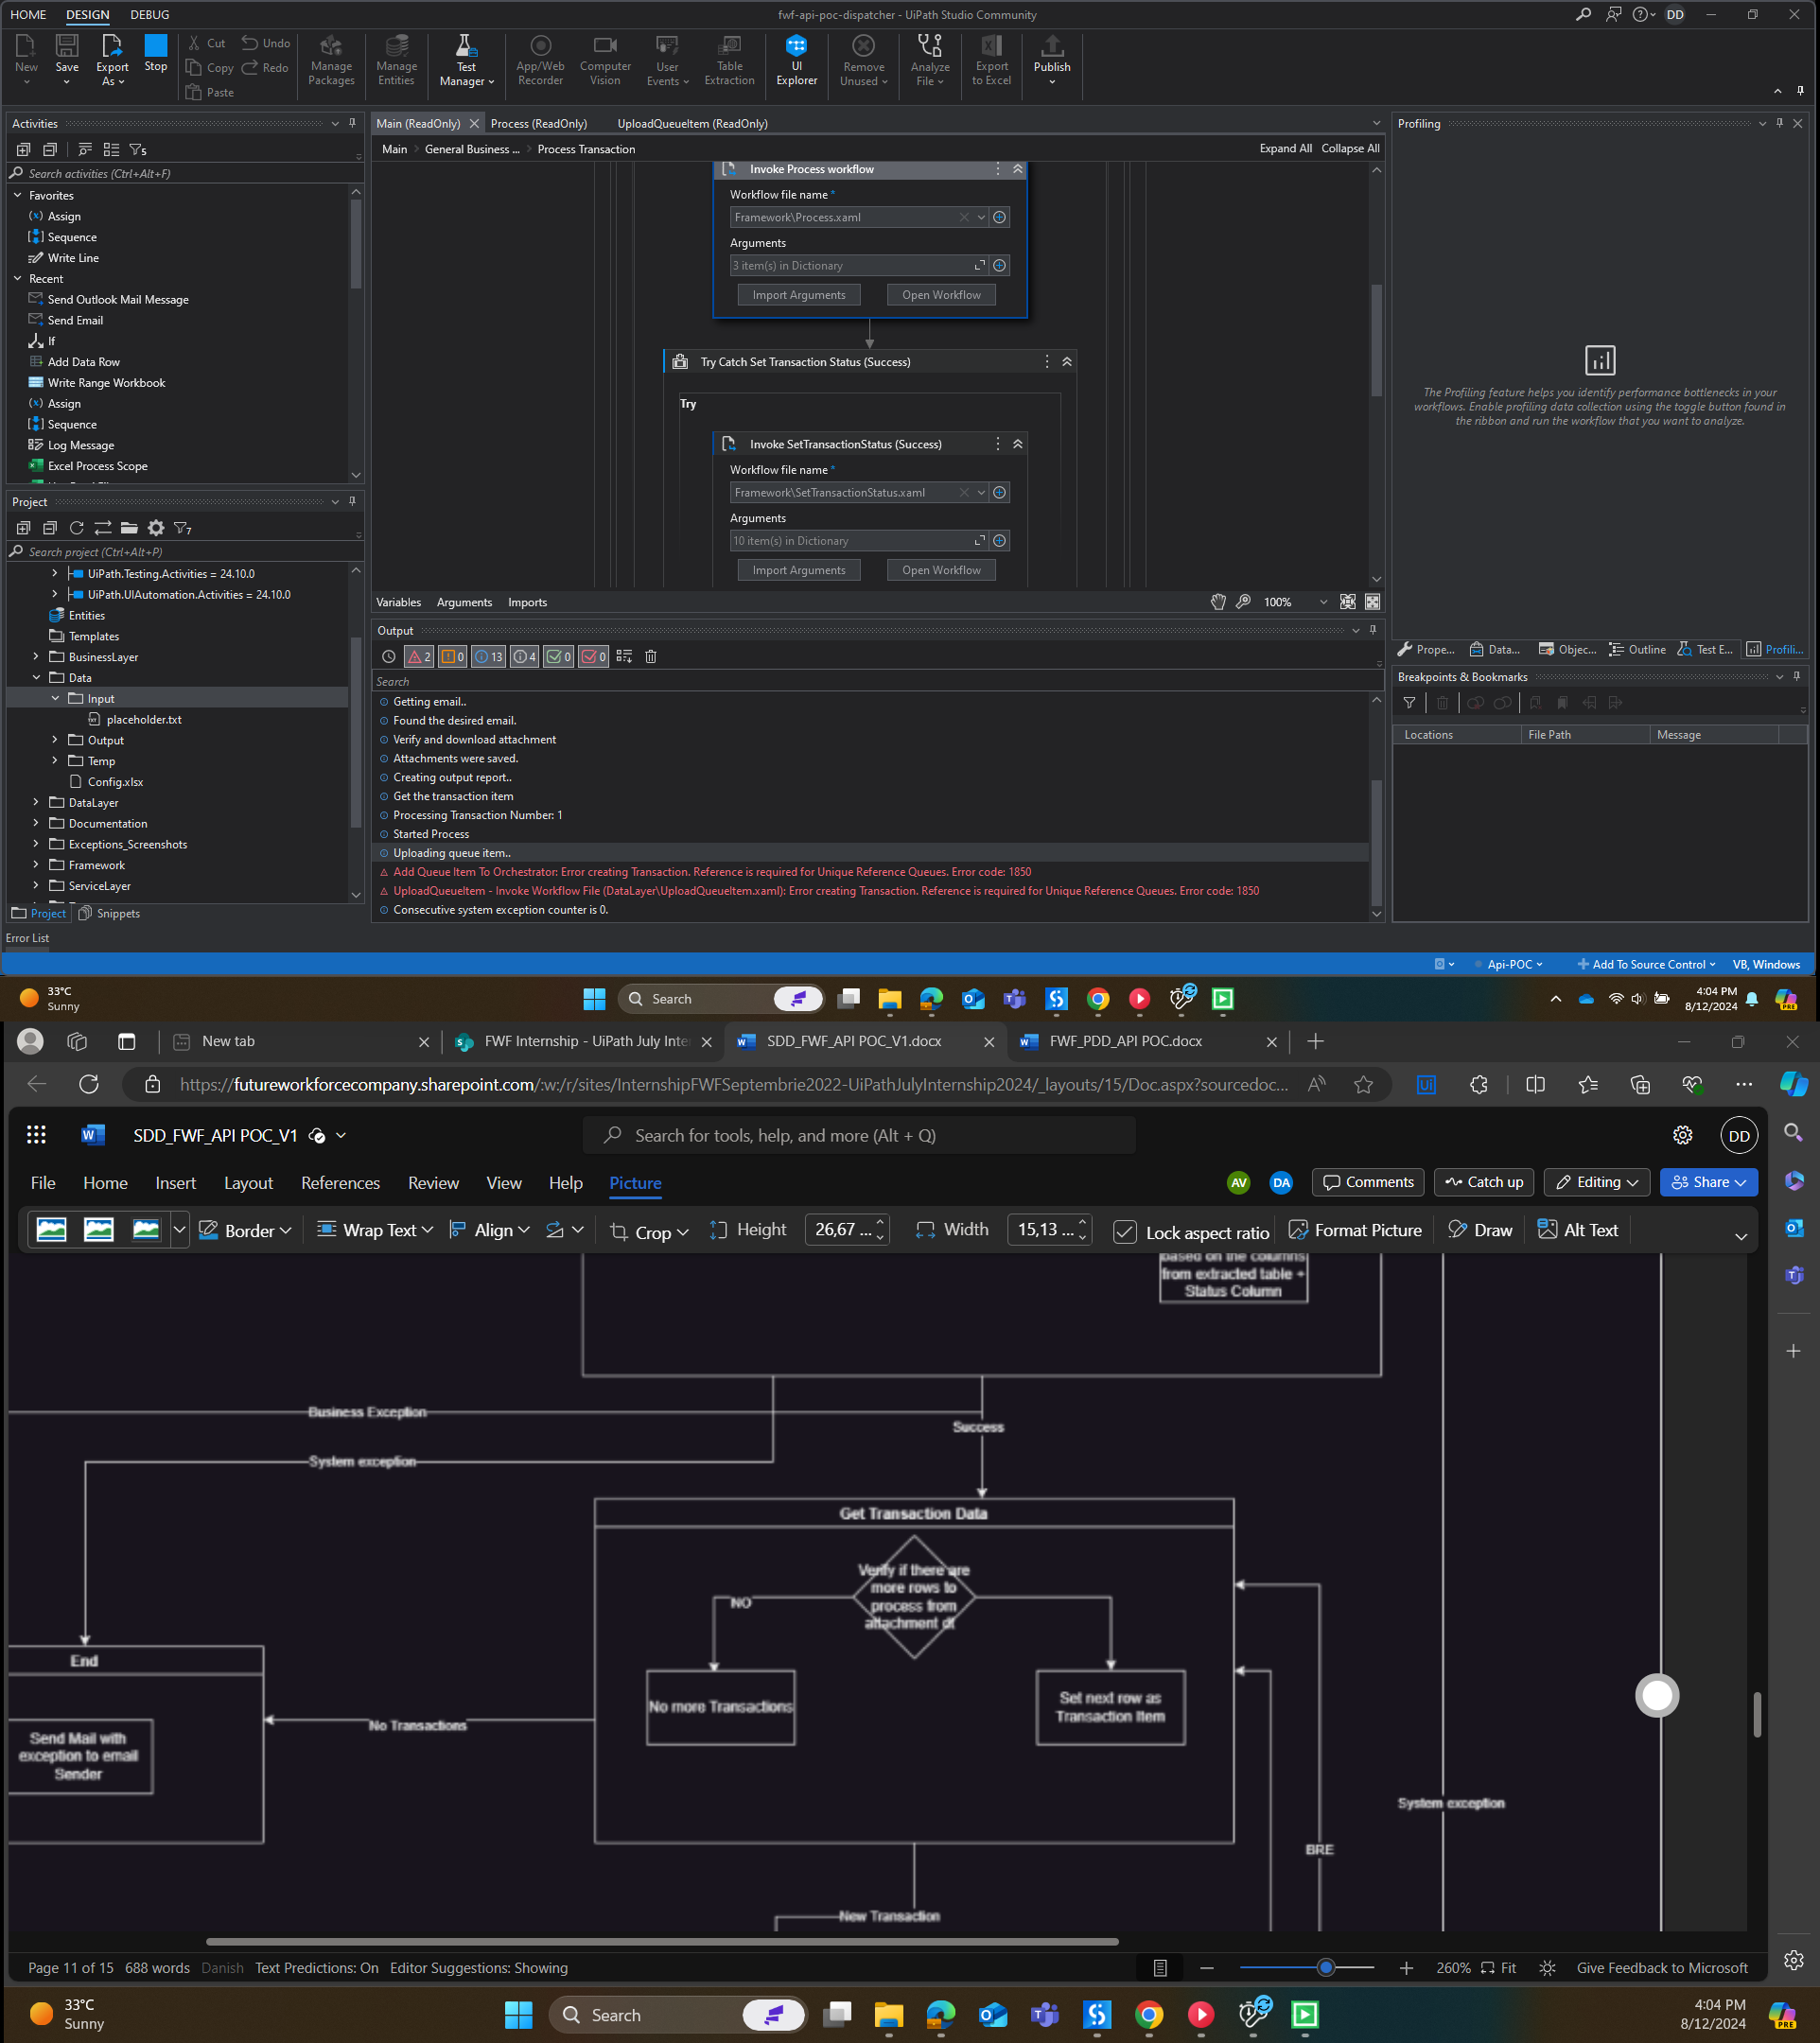 HOME DESIGN DEBUG
fwf-api-poc-dispatcher - UiPath Studio Community
DD
New Save Export As Stop
Cut Undo
Copy Redo
Paste
Manage Packages
Manage Entities
Test Manager
App/Web Recorder
Computer Vision
User Events
Table Extraction
UI Explorer
Remove Unused
Analyze File
Export to Excel
Publish
Activities
Search activities (Ctrl+Alt+F)
Favorites
Assign
Sequence
Write Line
Recent
Send Outlook Mail Message
Send Email
If
Add Data Row
Write Range Workbook
Assign
Sequence
Log Message
Excel Process Scope
Project
Search project (Ctrl+Alt+P)
UiPath.Testing.Activities = 24.10.0
UiPath.UIAutomation.Activities = 24.10.0
Entities
Templates
BusinessLayer
Data
Input
placeholder.txt
Output
Temp
Config.xlsx
DataLayer
Documentation
Exceptions_Screenshots
Framework
ServiceLayer
Project Snippets
Error List
Main (ReadOnly) Process (ReadOnly) UploadQueueItem (ReadOnly)
Main General Business ... Process Transaction
Expand All Collapse All
Invoke Process workflow
Workflow file name *
Framework\Process.xaml
Arguments
3 item(s) in Dictionary
Import Arguments Open Workflow
Try Catch Set Transaction Status (Success)
Try
Invoke SetTransactionStatus (Success)
Workflow file name *
Framework\SetTransactionStatus.xaml
Arguments
10 item(s) in Dictionary
Import Arguments Open Workflow
Variables Arguments Imports
100%
Output
2 0 13 4 0 0
Search
Getting email..
Found the desired email.
Verify and download attachment
Attachments were saved.
Creating output report..
Get the transaction item
Processing Transaction Number: 1
Started Process
Uploading queue item..
Add Queue Item To Orchestrator: Error creating Transaction. Reference is required for Unique Reference Queues. Error code: 1850
UploadQueueItem - Invoke Workflow File (DataLayer\UploadQueueItem.xaml): Error creating Transaction. Reference is required for Unique Reference Queues. Error code: 1850
Consecutive system exception counter is 0.
Profiling
The Profiling feature helps you identify performance bottlenecks in your
workflows. Enable profiling data collection using the toggle button found in
the ribbon and run the workflow that you want to analyze.
Prope... Data... Objec... Outline Test E... Profili...
Breakpoints & Bookmarks
Locations File Path Message
Api-POC Add To Source Control VB, Windows
33°C
Sunny
Search
4:04 PM
8/12/2024
New tab
FWF Internship - UiPath July Inte
SDD_FWF_API POC_V1.docx
FWF_PDD_API POC.docx
https://futureworkforcecompany.sharepoint.com/:w:/r/sites/InternshipFWFSeptembrie2022-UiPathJulyInternship2024/_layouts/15/Doc.aspx?sourcedoc...
SDD_FWF_API POC_V1
Search for tools, help, and more (Alt + Q)
DD
File Home Insert Layout References Review View Help Picture
AV DA Comments Catch up Editing Share
Border Wrap Text Align Crop Height 26,67 ... Width 15,13 ... Lock aspect ratio Format Picture Draw Alt Text
based on the columns
from extracted table +
Status Column
Business Exception
Success
System exception
Get Transaction Data
Verify if there are
more rows to
process from
attachment dt
NO
No more Transactions
Set next row as
Transaction Item
End
Send Mail with
exception to email
Sender
No Transactions
System exception
BRE
New Transaction
Page 11 of 15 688 words Danish Text Predictions: On Editor Suggestions: Showing
260% Fit Give Feedback to Microsoft
33°C
Sunny
Search
4:04 PM
8/12/2024